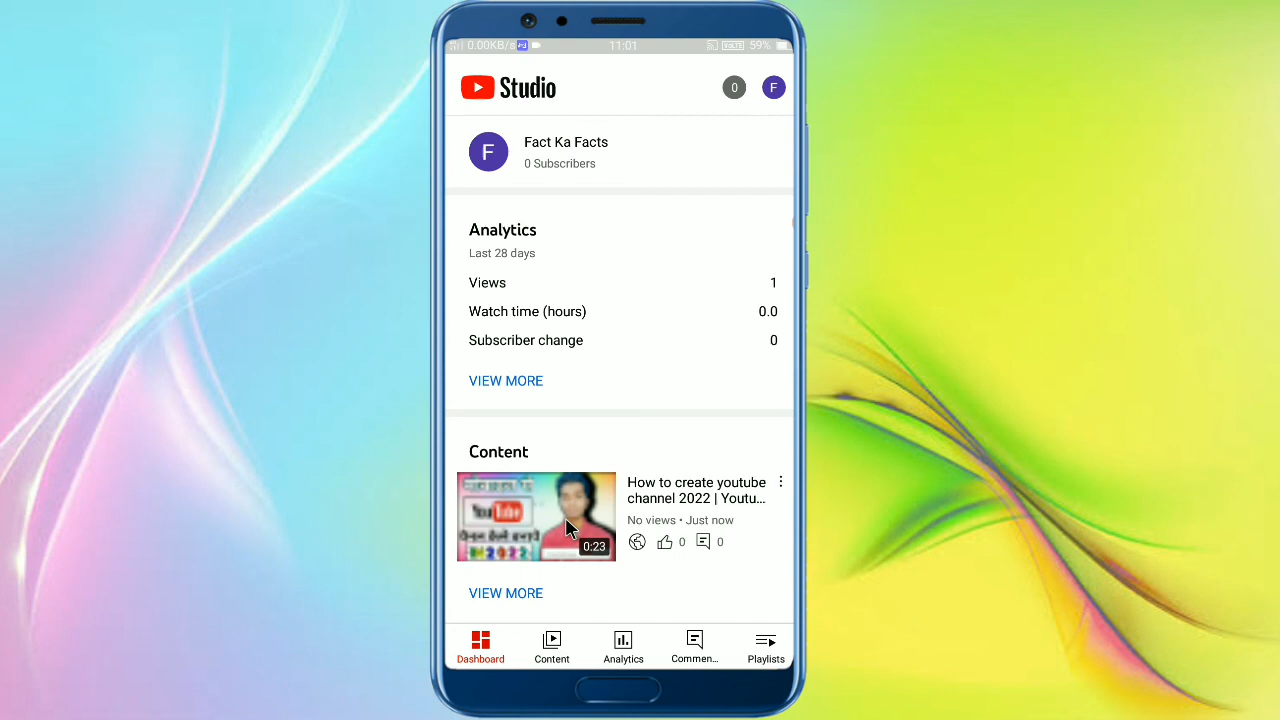 0.00KB/s 11:01 VoLTE 59%
Studio
0
F
F
Fact Ka Facts
0 Subscribers
Analytics
Last 28 days
Views 1
Watch time (hours) 0.0
Subscriber change 0
VIEW MORE
Content
YouTube
2022
0:23
How to create youtube
channel 2022 | Youtu...
No views • Just now
0 0
VIEW MORE
Dashboard Content Analytics Commen... Playlists